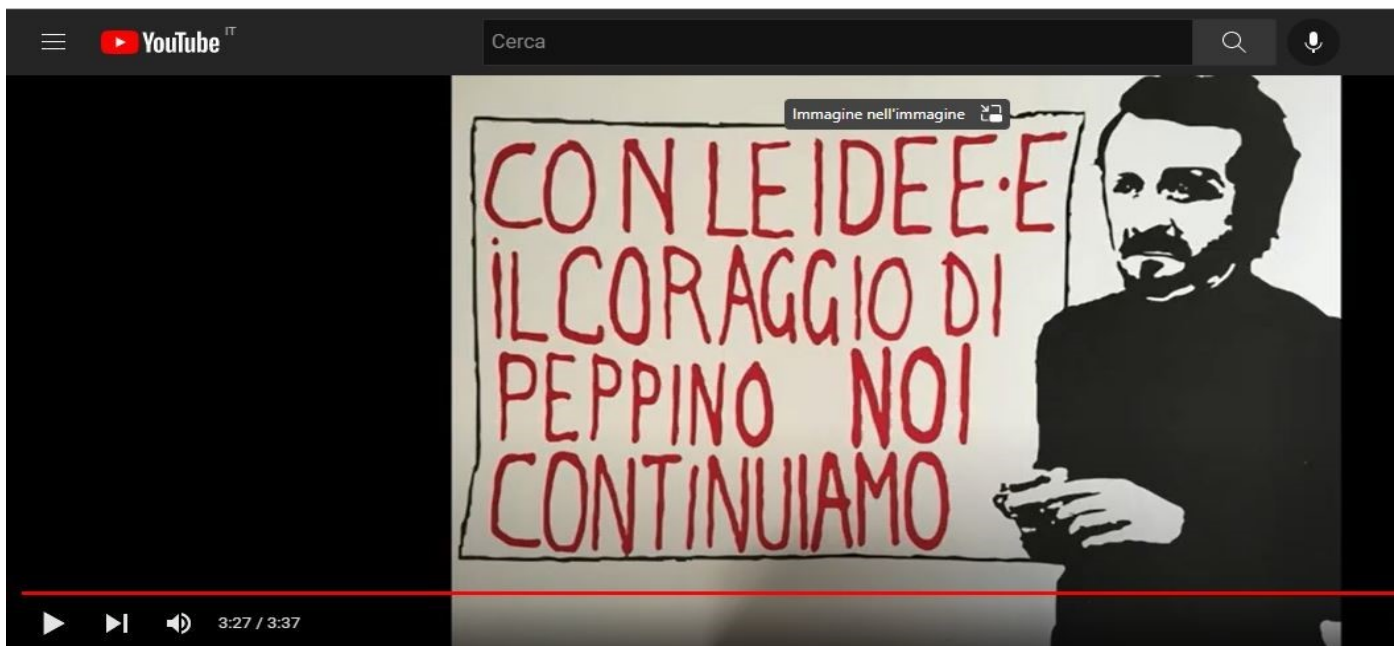 YouTube IT
Cerca
Immagine nell'immagine
CON LE IDEE•E
iL CORAGGIO DI
PEPPINO NOI
CONTINUIAMO
3:27 / 3:37